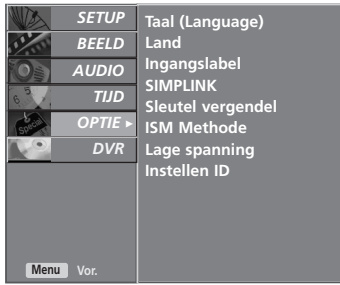 SETUP
BEELD
AUDIO
TIJD
OPTIE
DVR
Taal (Language)
Land
Ingangslabel
SIMPLINK
Sleutel vergendel
ISM Methode
Lage spanning
Instellen ID
Menu Vor.